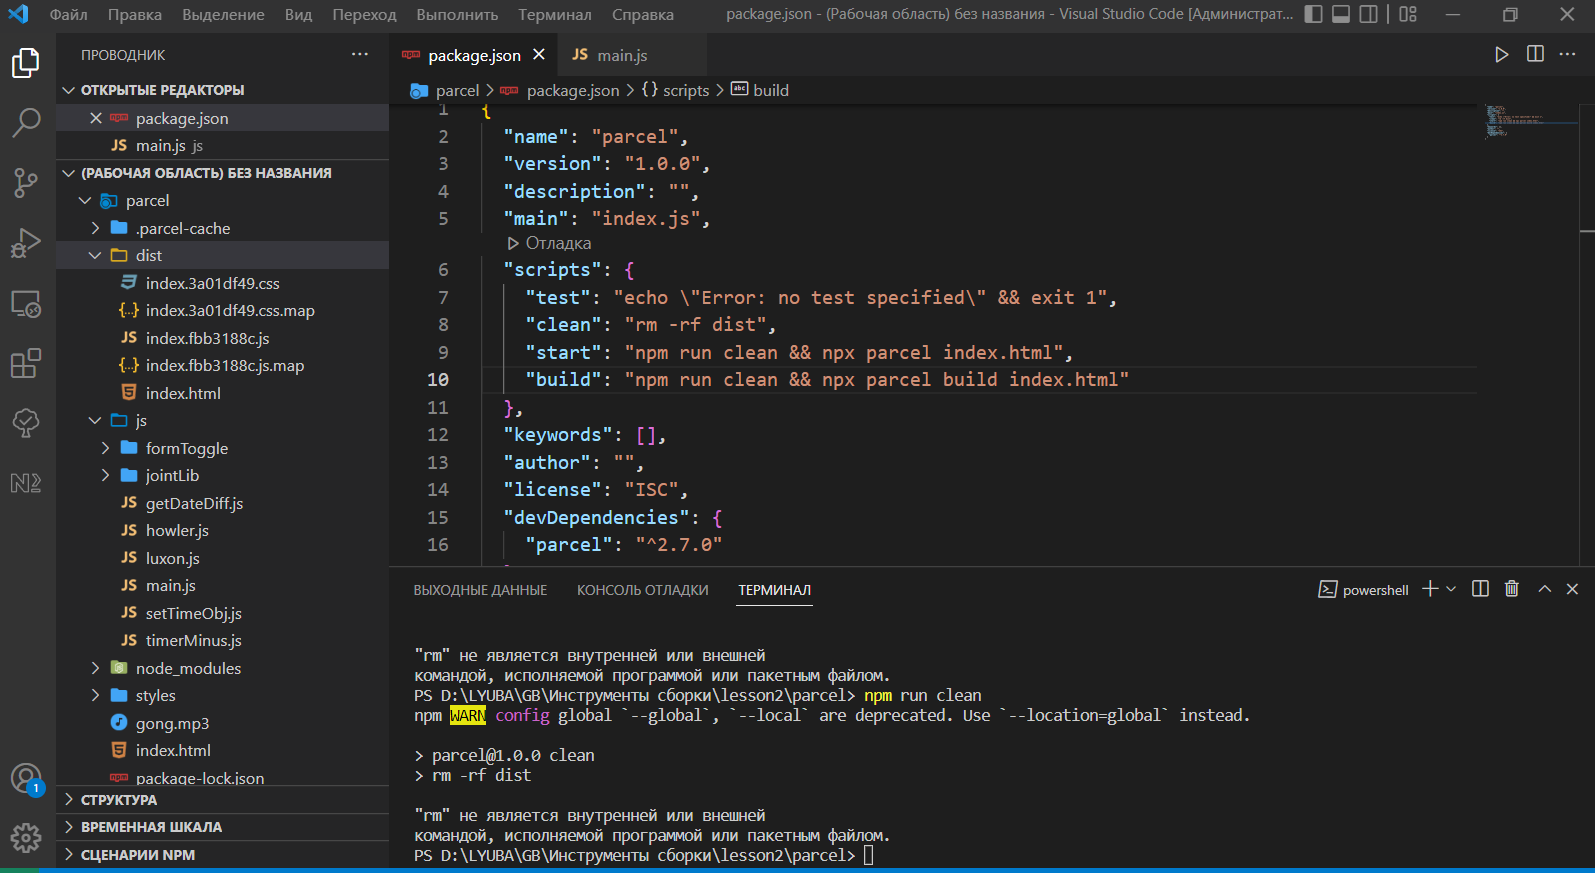 Файл Правка Выделение Вид Переход Выполнить Терминал Справка package.json - (Рабочая область) без названия - Visual Studio Code [Администрат...
ПРОВОДНИК
ОТКРЫТЫЕ РЕДАКТОРЫ
package.json
JS main.js js
(РАБОЧАЯ ОБЛАСТЬ) БЕЗ НАЗВАНИЯ
parcel
.parcel-cache
dist
index.3a01df49.css
{...} index.3a01df49.css.map
JS index.fbb3188c.js
{...} index.fbb3188c.js.map
index.html
js
formToggle
jointLib
JS getDateDiff.js
JS howler.js
JS luxon.js
JS main.js
JS setTimeObj.js
JS timerMinus.js
node_modules
styles
gong.mp3
index.html
package-lock.json
СТРУКТУРА
ВРЕМЕННАЯ ШКАЛА
СЦЕНАРИИ NPM
1
package.json JS main.js
parcel > package.json > {} scripts > abc build
1 {
2 "name": "parcel",
3 "version": "1.0.0",
4 "description": "",
5 "main": "index.js",
Отладка
6 "scripts": {
7 "test": "echo \"Error: no test specified\" && exit 1",
8 "clean": "rm -rf dist",
9 "start": "npm run clean && npx parcel index.html",
10 "build": "npm run clean && npx parcel build index.html"
11 },
12 "keywords": [],
13 "author": "",
14 "license": "ISC",
15 "devDependencies": {
16 "parcel": "^2.7.0"
ВЫХОДНЫЕ ДАННЫЕ КОНСОЛЬ ОТЛАДКИ ТЕРМИНАЛ powershell
"rm" не является внутренней или внешней
командой, исполняемой программой или пакетным файлом.
PS D:\LYUBA\GB\Инструменты сборки\lesson2\parcel> npm run clean
npm WARN config global `--global`, `--local` are deprecated. Use `--location=global` instead.
> parcel@1.0.0 clean
> rm -rf dist
"rm" не является внутренней или внешней
командой, исполняемой программой или пакетным файлом.
PS D:\LYUBA\GB\Инструменты сборки\lesson2\parcel>